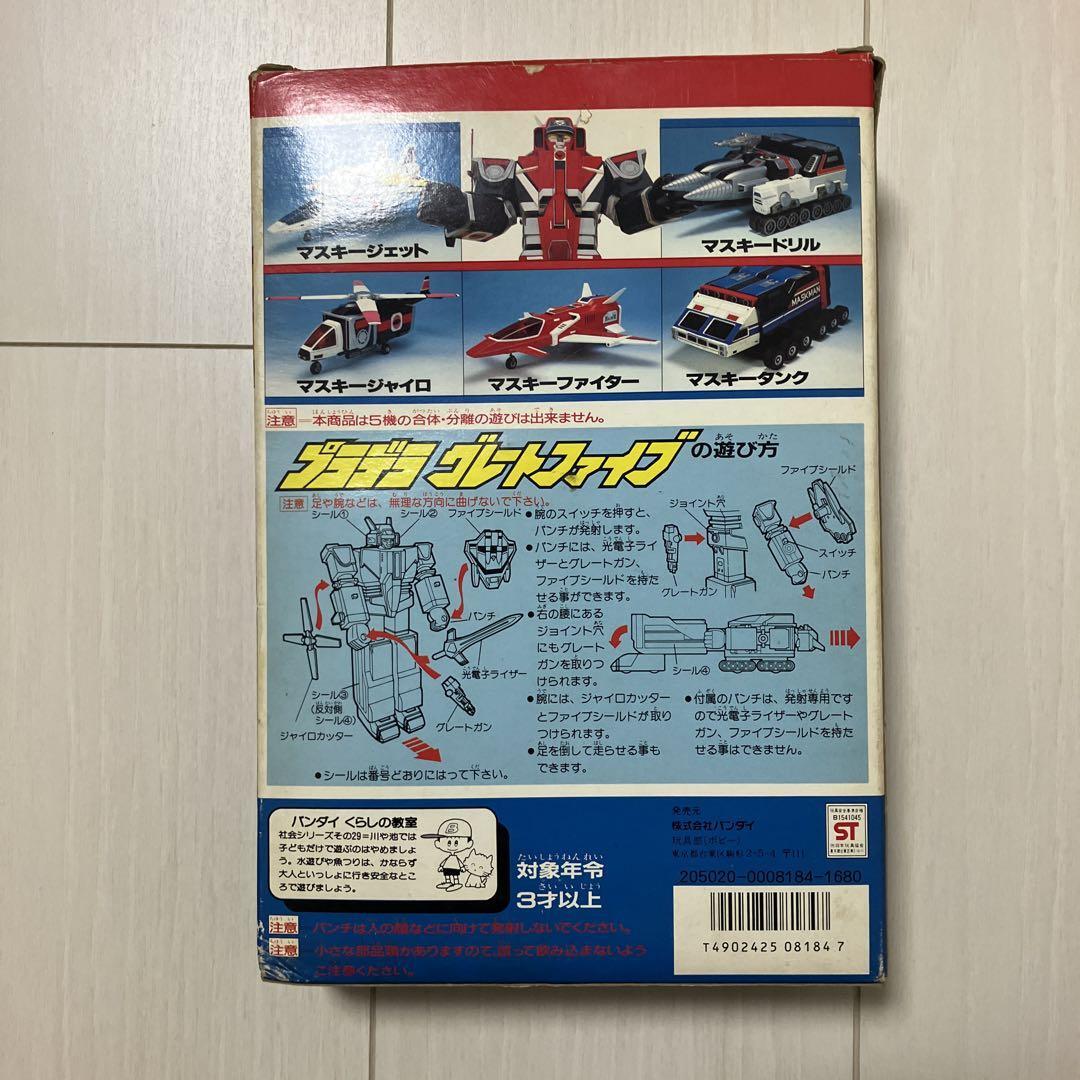 マスキージェット
マスキードリル
マスキージャイロ
マスキーファイター
MASKMAN
マスキータンク
注意＝本商品は5機の合体・分離の遊びは出来ません。
プラデラ グレートファイブの遊び方
注意 足や腕などは、無理な方向に曲げないで下さい。
シール①
シール②
ファイブシールド
パンチ
光電子ライザー
グレートガン
シール③
(反対側
シール④)
ジャイロカッター
●シールは番号どおりにはって下さい。
●腕のスイッチを押すと、
パンチが発射します。
●パンチには、光電子ライ
ザーとグレートガン、
ファイブシールドを持た
せる事ができます。
●右の腰にある
ジョイント穴
にもグレート
ガンを取りつ
けられます。
●腕には、ジャイロカッター
とファイブシールドが取り
つけられます。
●足を倒して走らせる事も
できます。
ファイブシールド
ジョイント穴
スイッチ
パンチ
グレートガン
シール④
●付属のパンチは、発射専用です
ので光電子ライザーやグレート
ガン、ファイブシールドを持た
せる事はできません。
バンダイ くらしの教室
社会シリーズその29＝川や池では
子どもだけで遊ぶのはやめましょ
う。水遊びや魚つりは、かならず
大人といっしょに行き安全なとこ
ろで遊びましょう。
対象年令
3才以上
発売元
株式会社バンダイ
玩具部(ポピー)
東京都台東区駒形2-5-4 〒111
B1541045
ST
205020-0008184-1680
T4902425 08184 7
注意 パンチは人の顔などに向けて発射しないでください。
注意 小さな部品類がありますので、誤って飲み込まないよう
ご注意ください。